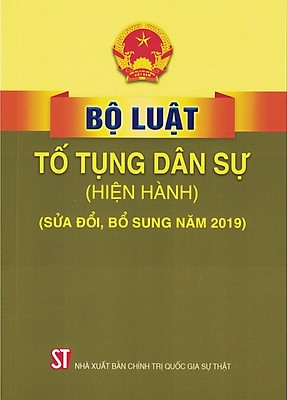 BỘ LUẬT
TỐ TỤNG DÂN SỰ
(HIỆN HÀNH)
(SỬA ĐỔI, BỔ SUNG NĂM 2019)
ST NHÀ XUẤT BẢN CHÍNH TRỊ QUỐC GIA SỰ THẬT